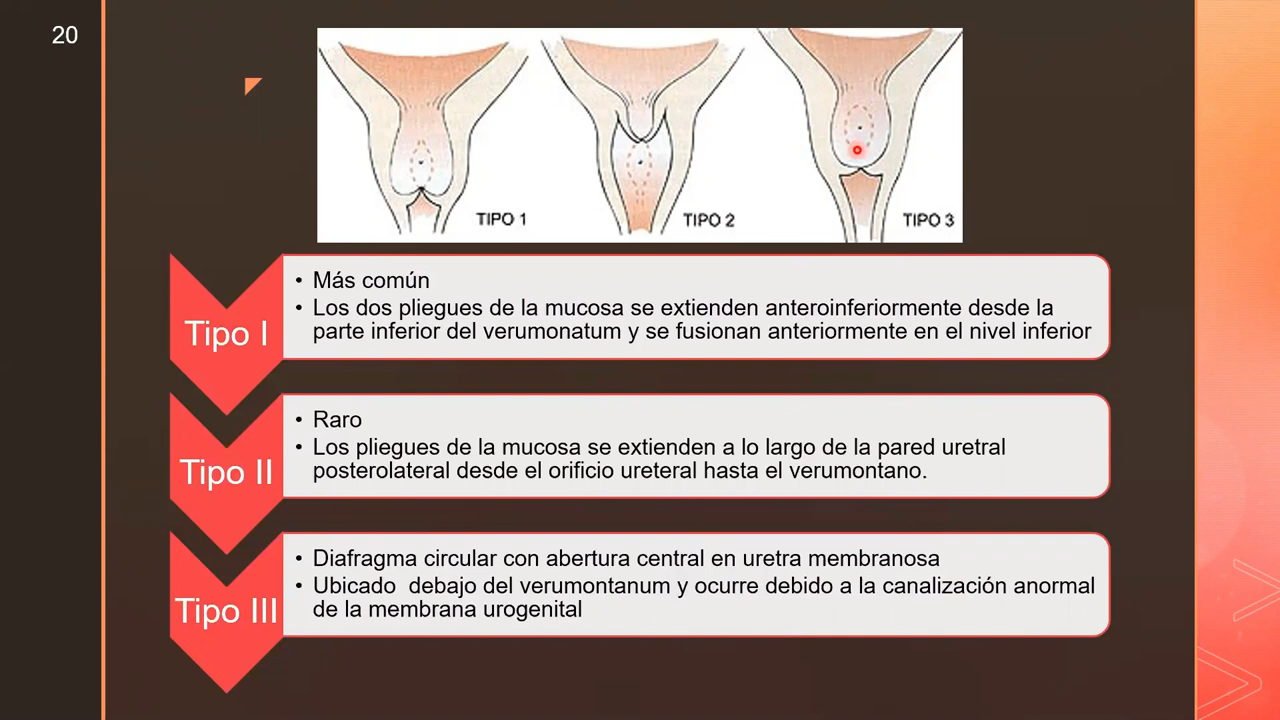 20
TIPO 1
TIPO 2
TIPO 3
Tipo I
• Más común
• Los dos pliegues de la mucosa se extienden anteroinferiormente desde la
parte inferior del verumonatum y se fusionan anteriormente en el nivel inferior
Tipo II
• Raro
• Los pliegues de la mucosa se extienden a lo largo de la pared uretral
posterolateral desde el orificio ureteral hasta el verumontano.
Tipo III
• Diafragma circular con abertura central en uretra membranosa
• Ubicado  debajo del verumontanum y ocurre debido a la canalización anormal
de la membrana urogenital